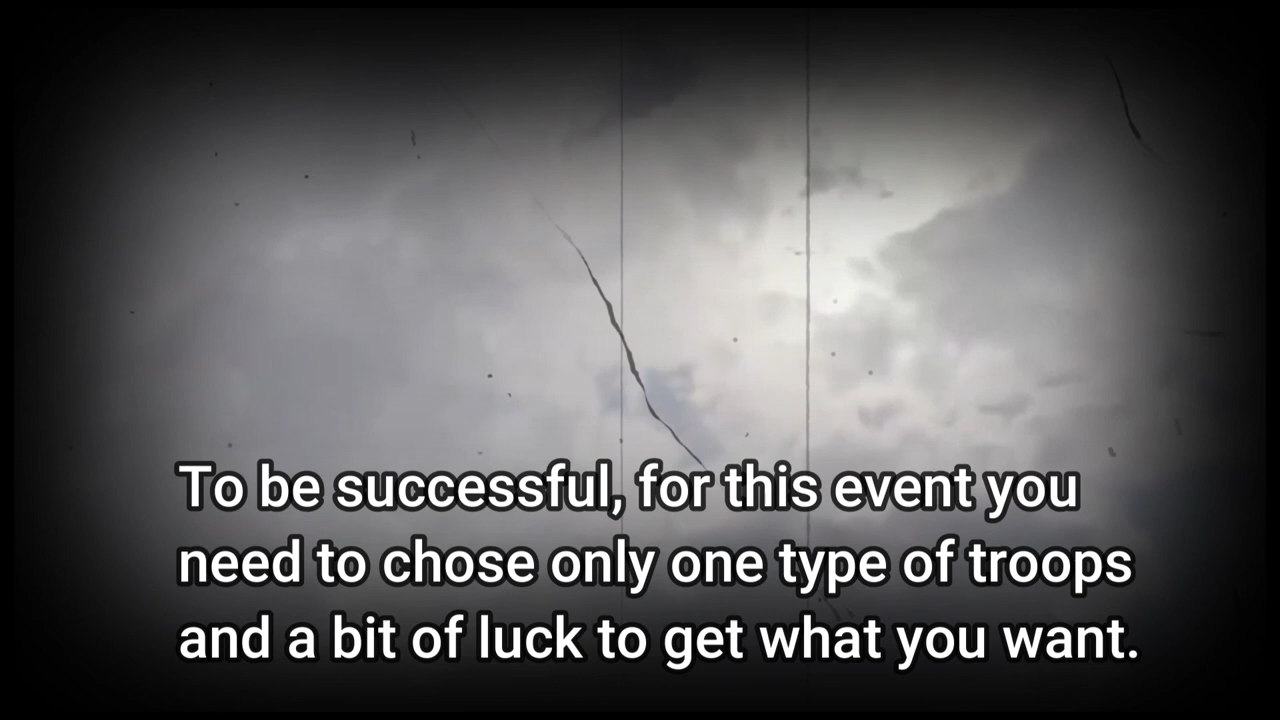 To be successful, for this event you
need to chose only one type of troops
and a bit of luck to get what you want.